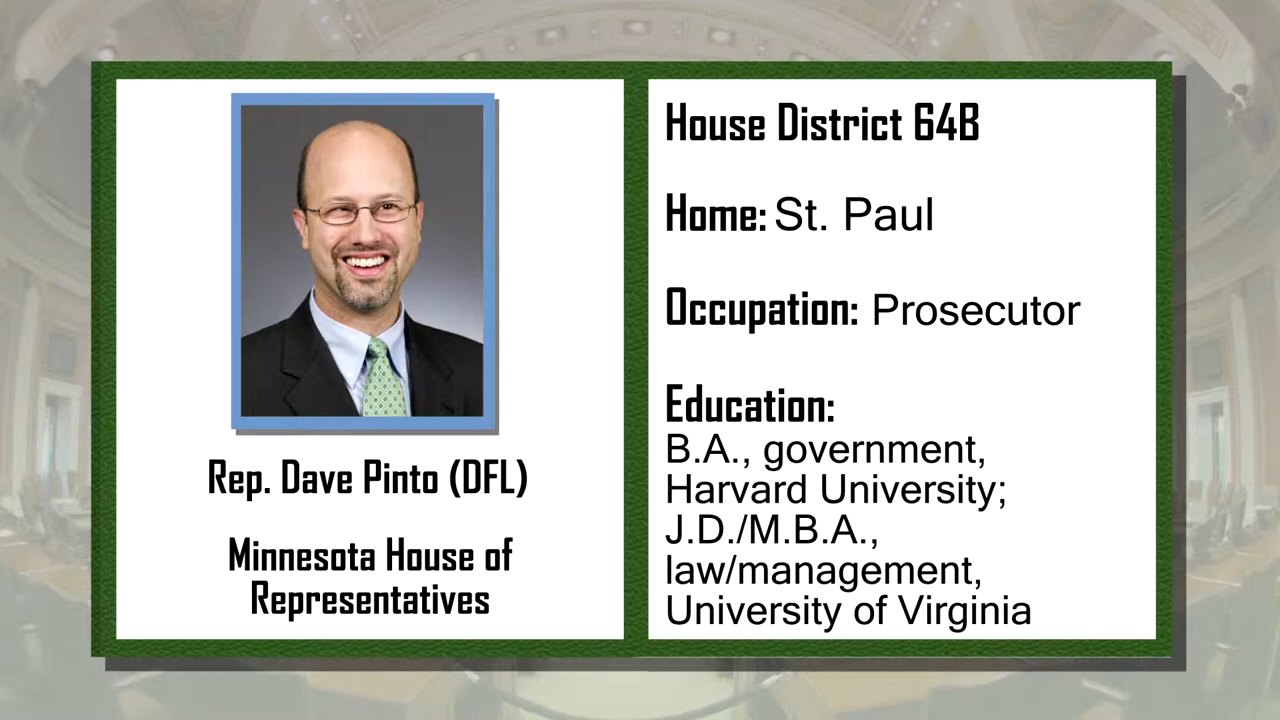 Rep. Dave Pinto (DFL)
Minnesota House of
Representatives
House District 64B
Home: St. Paul
Occupation: Prosecutor
Education:
B.A., government,
Harvard University;
J.D./M.B.A.,
law/management,
University of Virginia